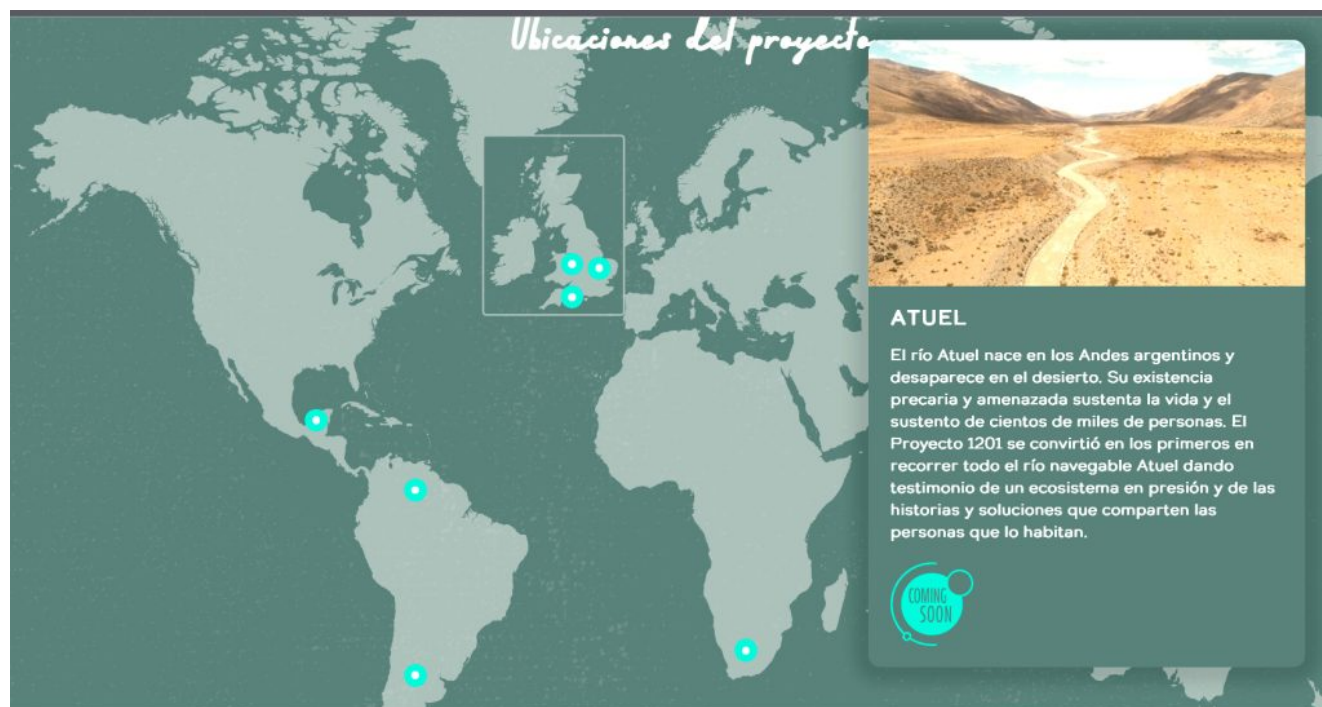 Ubicaciones del proyecto
ATUEL
El río Atuel nace en los Andes argentinos y
desaparece en el desierto. Su existencia
precaria y amenazada sustenta la vida y el
sustento de cientos de miles de personas. El
Proyecto 1201 se convirtió en los primeros en
recorrer todo el río navegable Atuel dando
testimonio de un ecosistema en presión y de las
historias y soluciones que comparten las
personas que lo habitan.
COMING
SOON